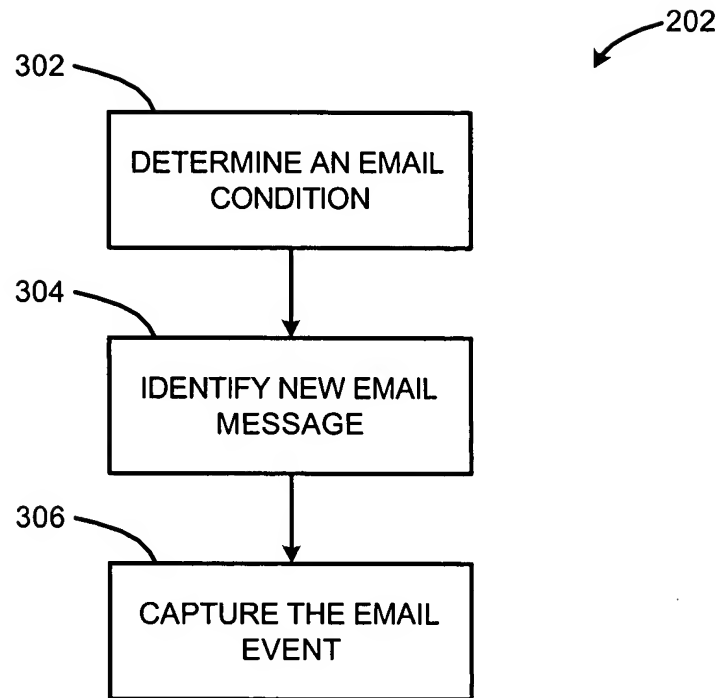 202
302
DETERMINE AN EMAIL
CONDITION
304
IDENTIFY NEW EMAIL
MESSAGE
306
CAPTURE THE EMAIL
EVENT